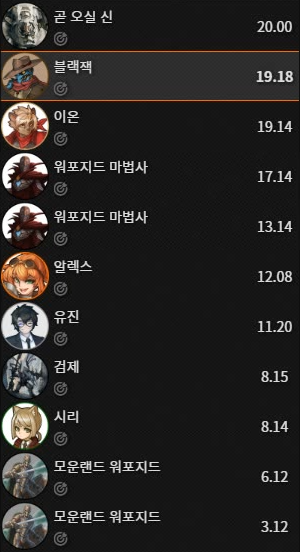 곧 오실 신
20.00
블랙잭
19.18
이온
19.14
워포지드 마법사
17.14
워포지드 마법사
13.14
알렉스
12.08
유진
11.20
검제
8.15
시리
8.14
모운랜드 워포지드
6.12
모운랜드 워포지드
3.12